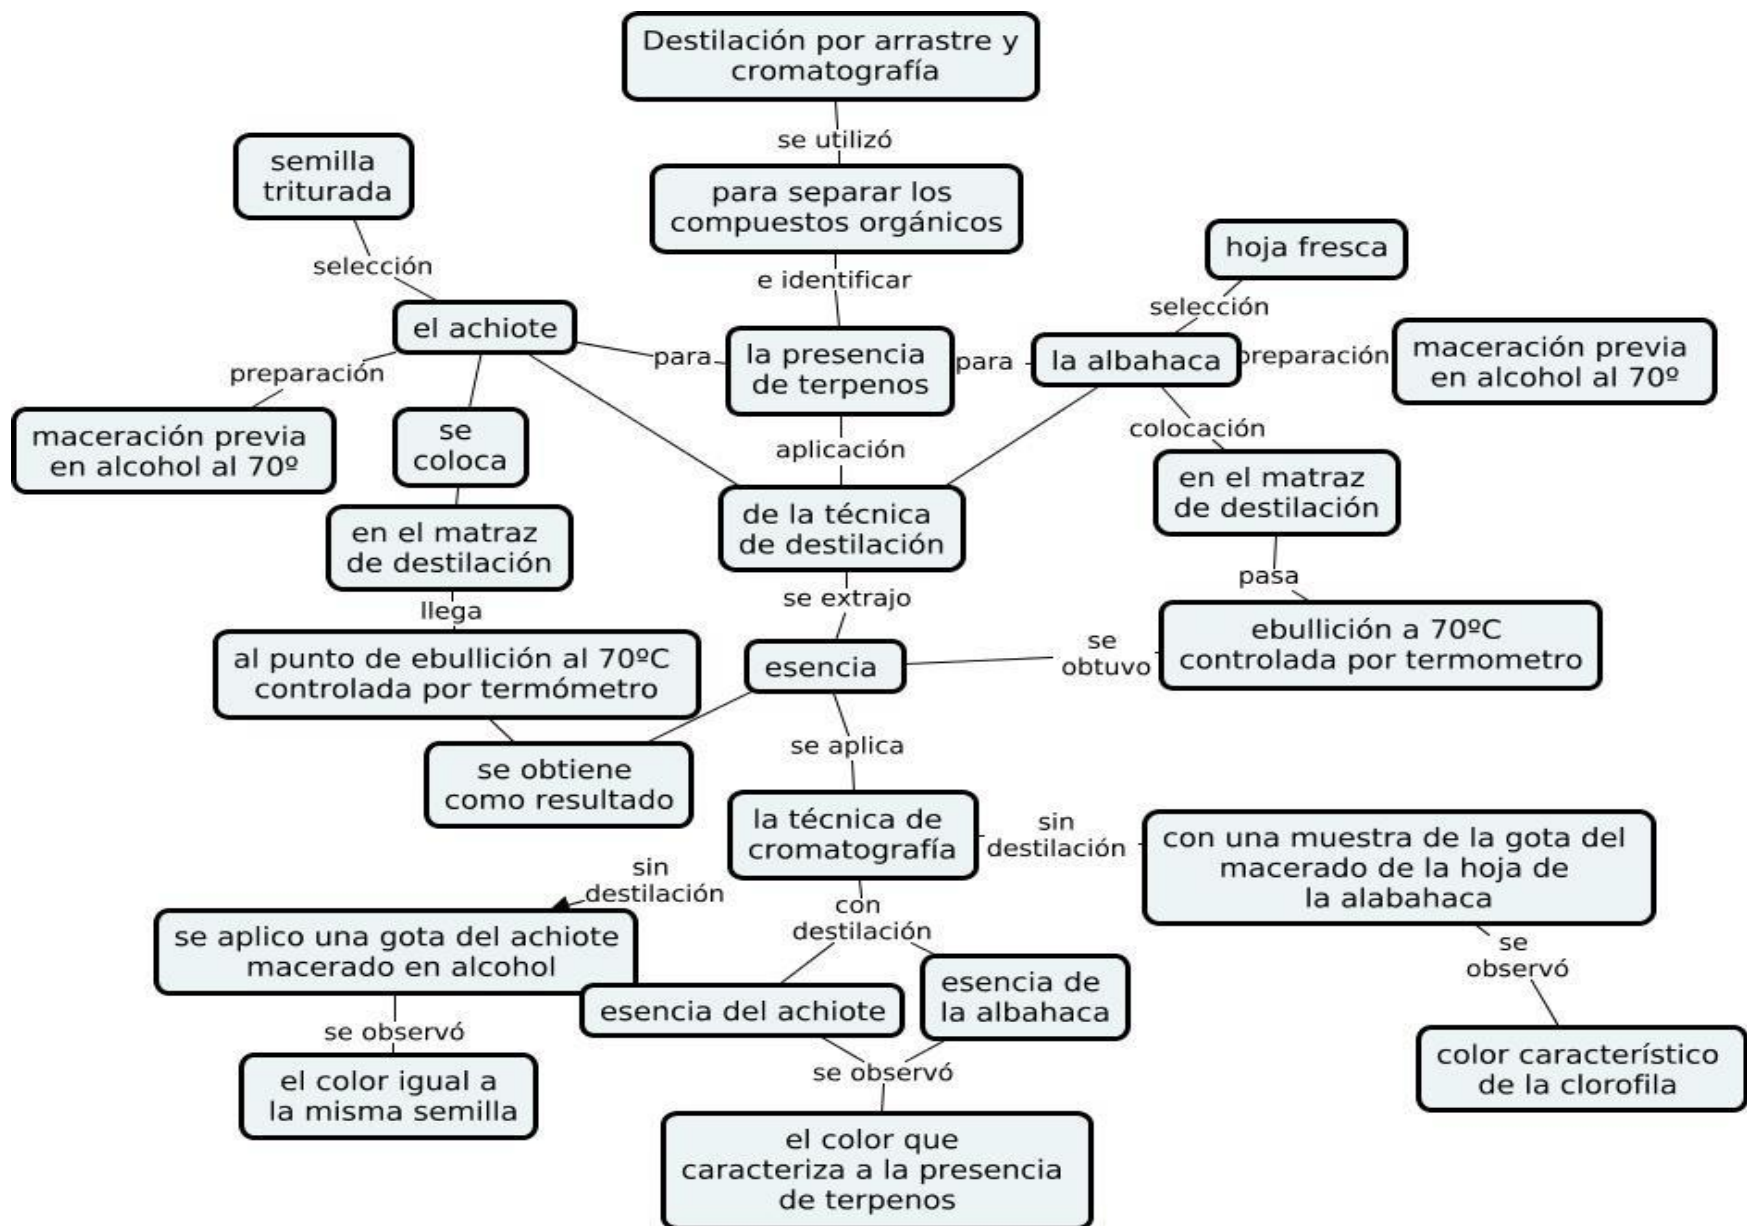 Destilación por arrastre y
cromatografía
se utilizó
semilla
triturada
para separar los
compuestos orgánicos
hoja fresca
selección
e identificar
selección
el achiote
para
la presencia
de terpenos
para
la albahaca
preparación
maceración previa
en alcohol al 70º
preparación
maceración previa
en alcohol al 70º
se
coloca
aplicación
colocación
en el matraz
de destilación
de la técnica
de destilación
en el matraz
de destilación
llega
se extrajo
pasa
al punto de ebullición al 70ºC
controlada por termómetro
esencia
se
obtuvo
ebullición a 70ºC
controlada por termometro
se obtiene
como resultado
se aplica
la técnica de
cromatografía
sin
destilación
con una muestra de la gota del
macerado de la hoja de
la alabahaca
sin
destilación
con
destilación
se aplico una gota del achiote
macerado en alcohol
esencia del achiote
esencia de
la albahaca
se
observó
se observó
el color igual a
la misma semilla
se observó
color característico
de la clorofila
el color que
caracteriza a la presencia
de terpenos